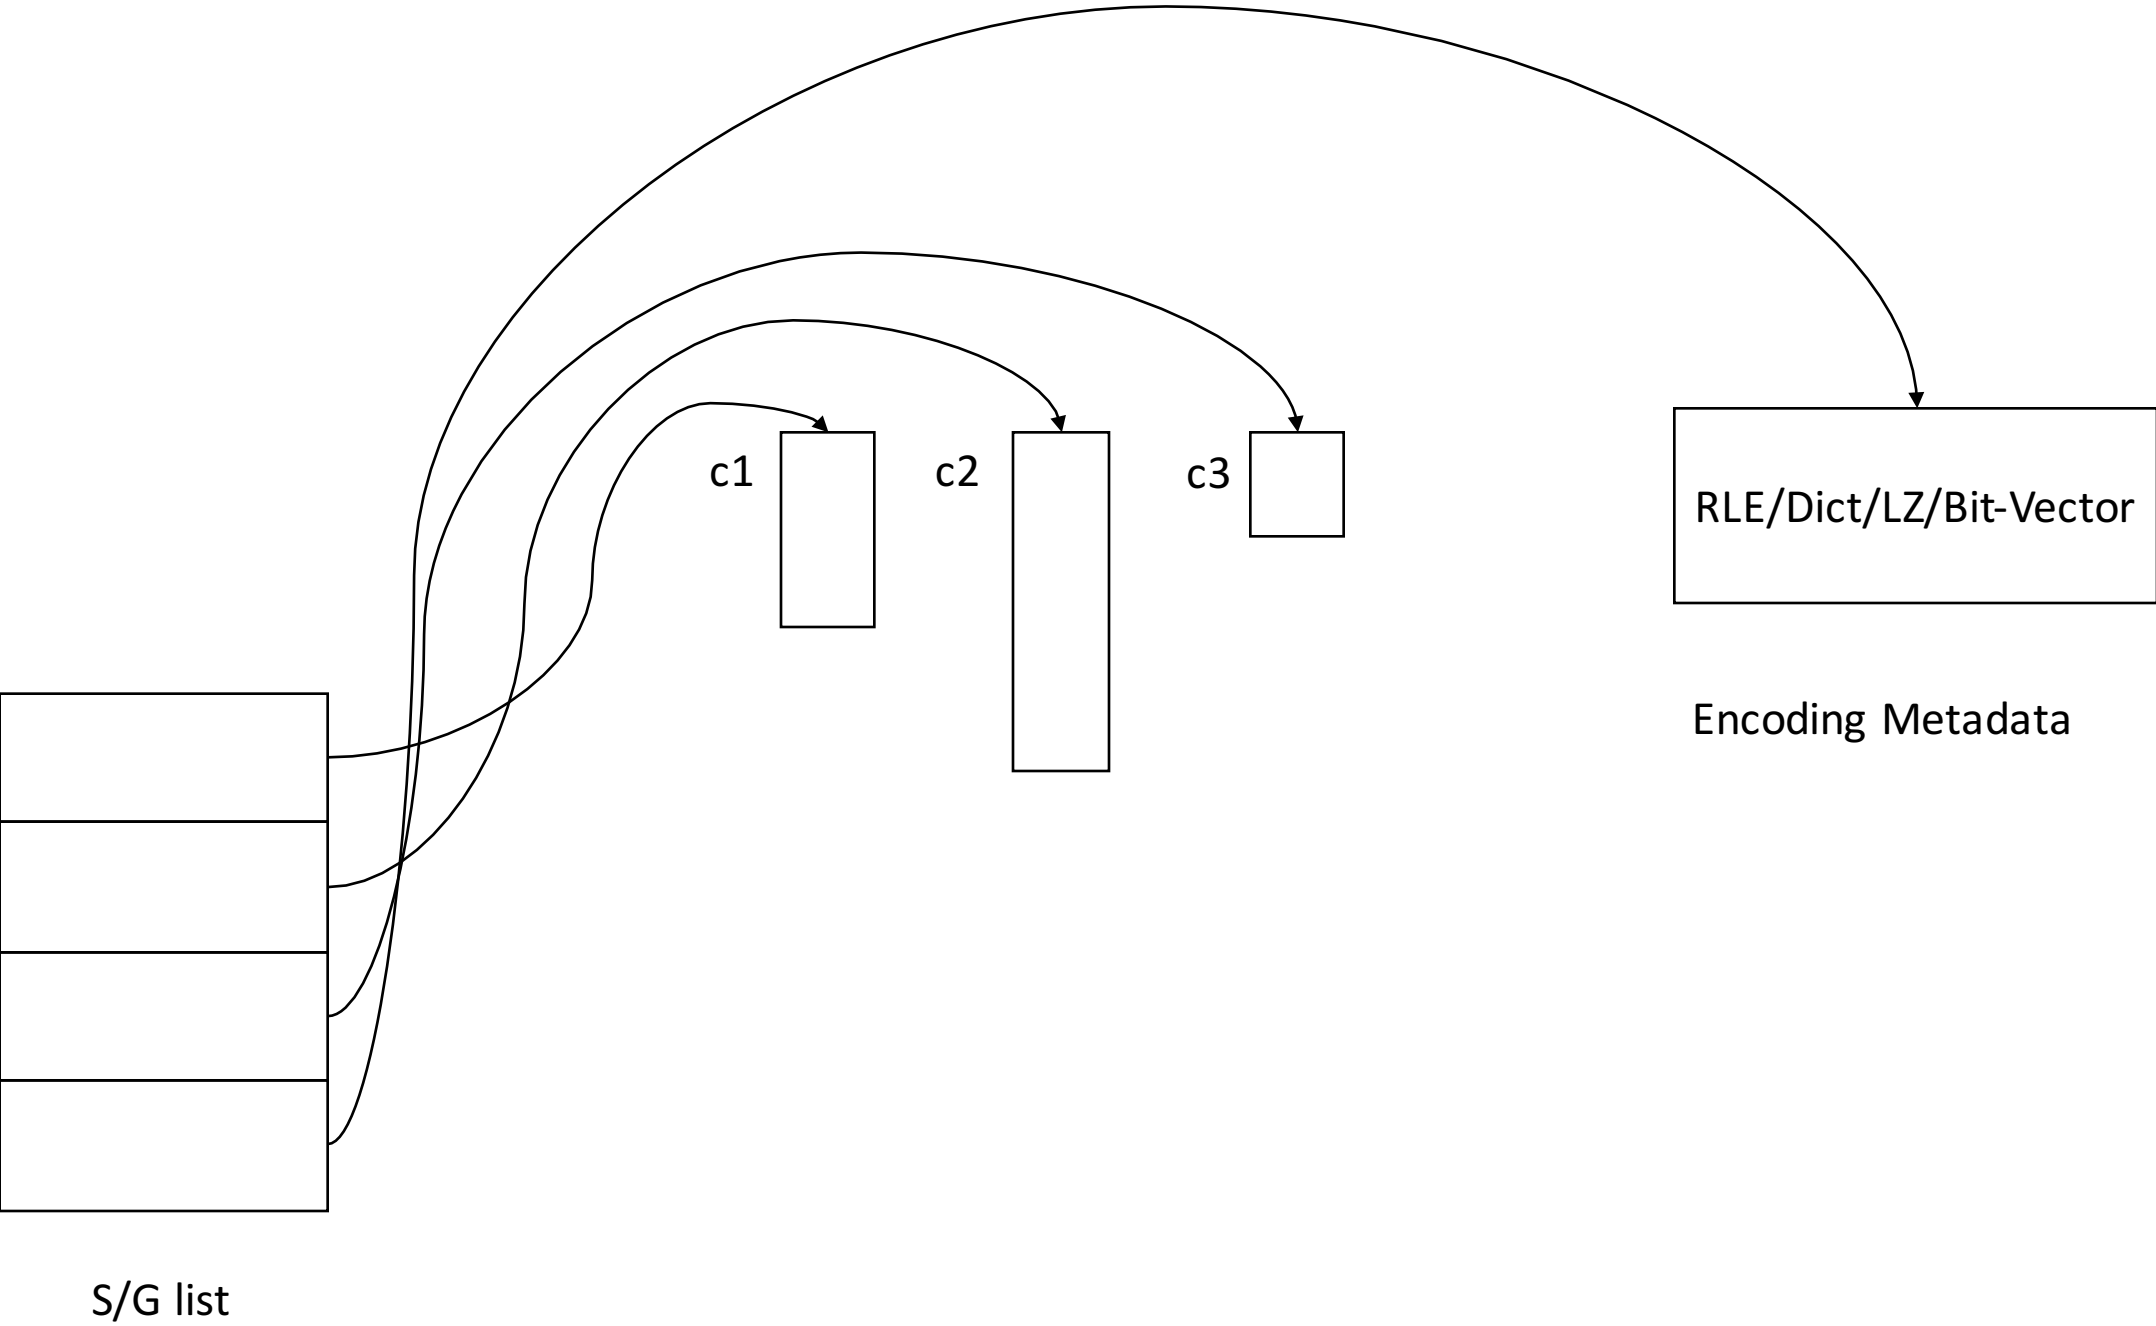 c1
c2
c3
RLE/Dict/LZ/Bit-Vector
Encoding Metadata
S/G list